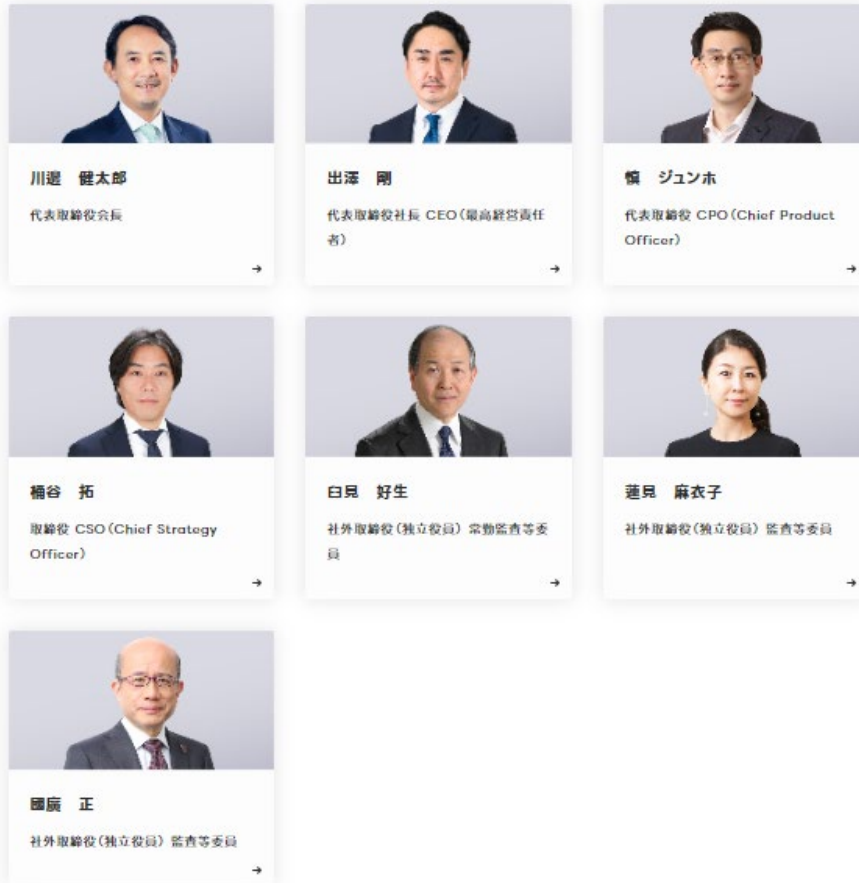 川邊 健太郎
代表取締役会長
→
出澤 剛
代表取締役社長 CEO（最高経営責任
者）
→
慎 ジュンホ
代表取締役 CPO（Chief Product
Officer）
→
桶谷 拓
取締役 CSO（Chief Strategy
Officer）
→
臼見 好生
社外取締役（独立役員） 常勤監査等委
員
→
蓮見 麻衣子
社外取締役（独立役員） 監査等委員
→
國廣 正
社外取締役（独立役員） 監査等委員
→